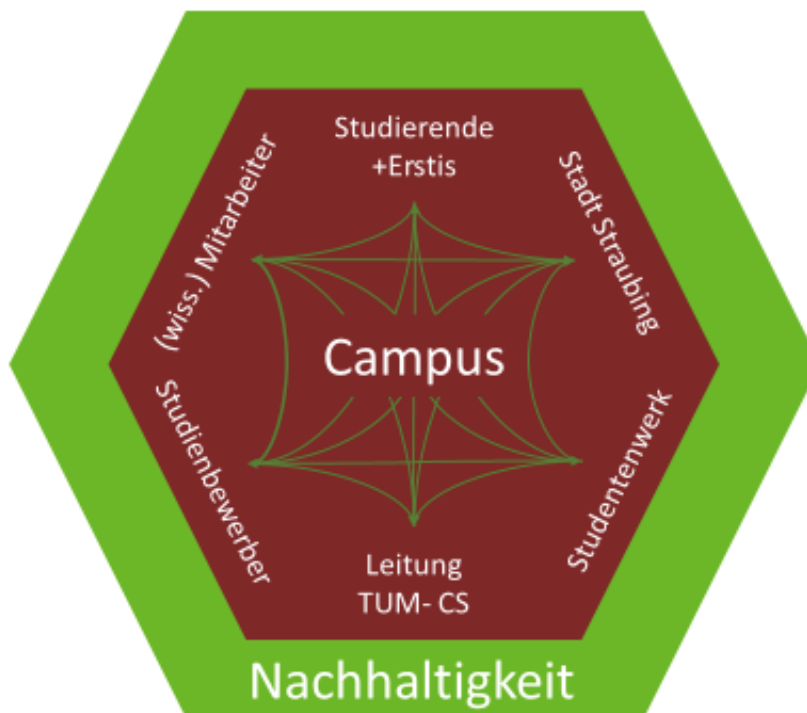 Studierende
+Erstis
(wiss.) Mitarbeiter
Stadt Straubing
Campus
Studienbewerber
Studentenwerk
Leitung
TUM- CS
Nachhaltigkeit